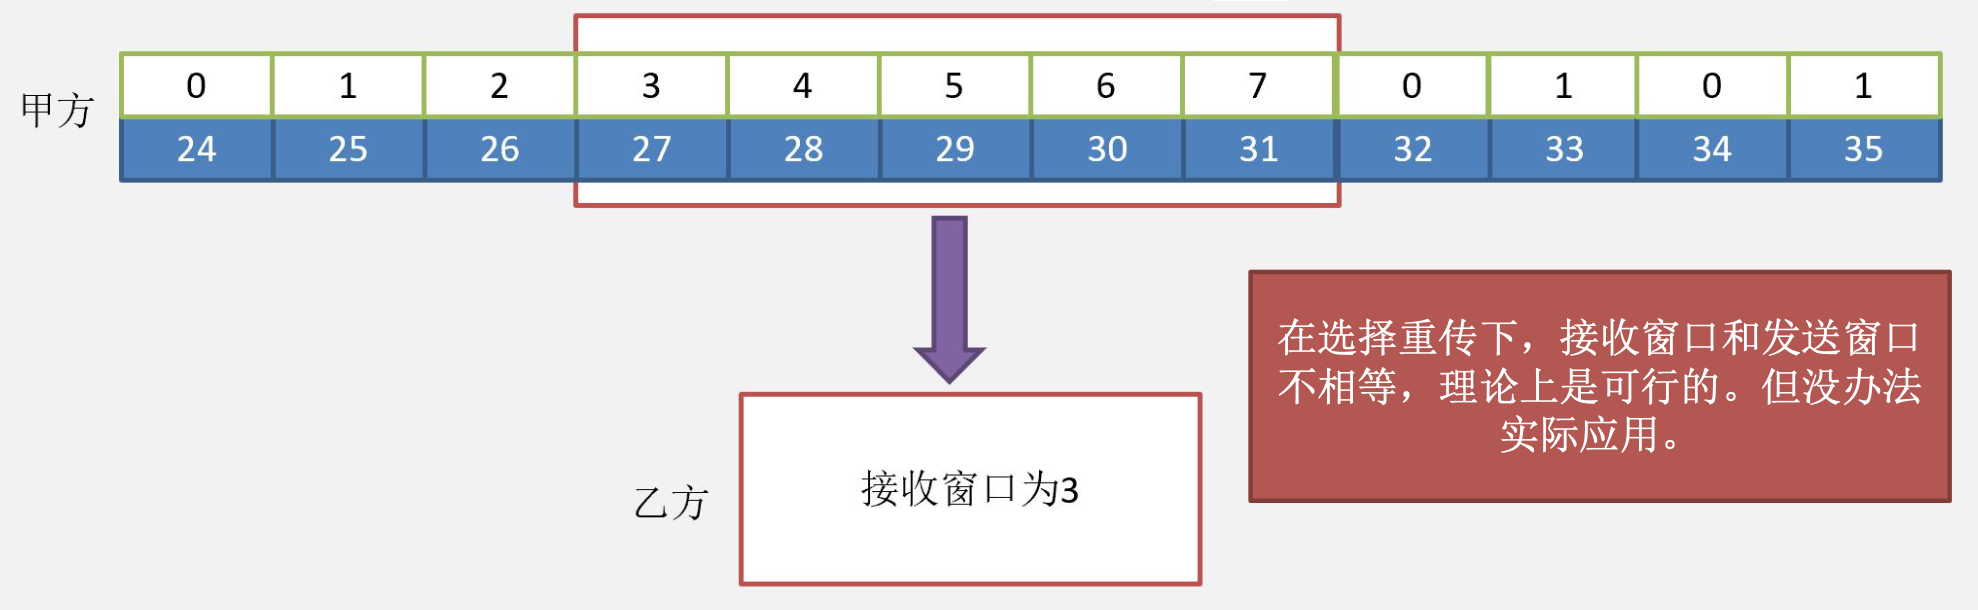 甲方
0 1 2 3 4 5 6 7 0 1 0 1
24 25 26 27 28 29 30 31 32 33 34 35
在选择重传下，接收窗口和发送窗口
不相等，理论上是可行的。但没办法
实际应用。
乙方
接收窗口为3